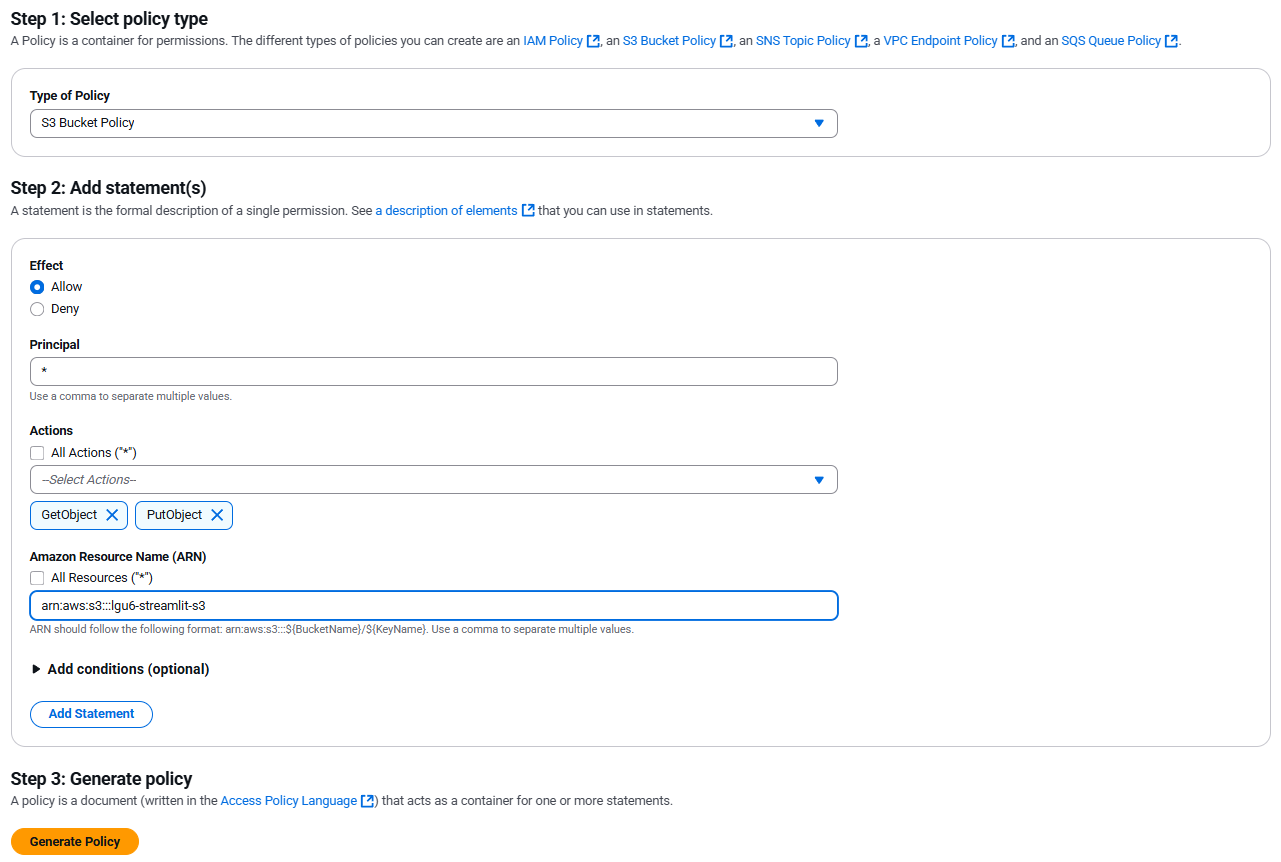 Step 1: Select policy type
A Policy is a container for permissions. The different types of policies you can create are an IAM Policy, an S3 Bucket Policy, an SNS Topic Policy, a VPC Endpoint Policy, and an SQS Queue Policy.
Type of Policy
S3 Bucket Policy
Step 2: Add statement(s)
A statement is the formal description of a single permission. See a description of elements that you can use in statements.
Effect
Allow
Deny
Principal
*
Use a comma to separate multiple values.
Actions
All Actions ("*")
--Select Actions--
GetObject PutObject
Amazon Resource Name (ARN)
All Resources ("*")
arn:aws:s3:::lgu6-streamlit-s3
ARN should follow the following format: arn:aws:s3:::${BucketName}/${KeyName}. Use a comma to separate multiple values.
Add conditions (optional)
Add Statement
Step 3: Generate policy
A policy is a document (written in the Access Policy Language) that acts as a container for one or more statements.
Generate Policy